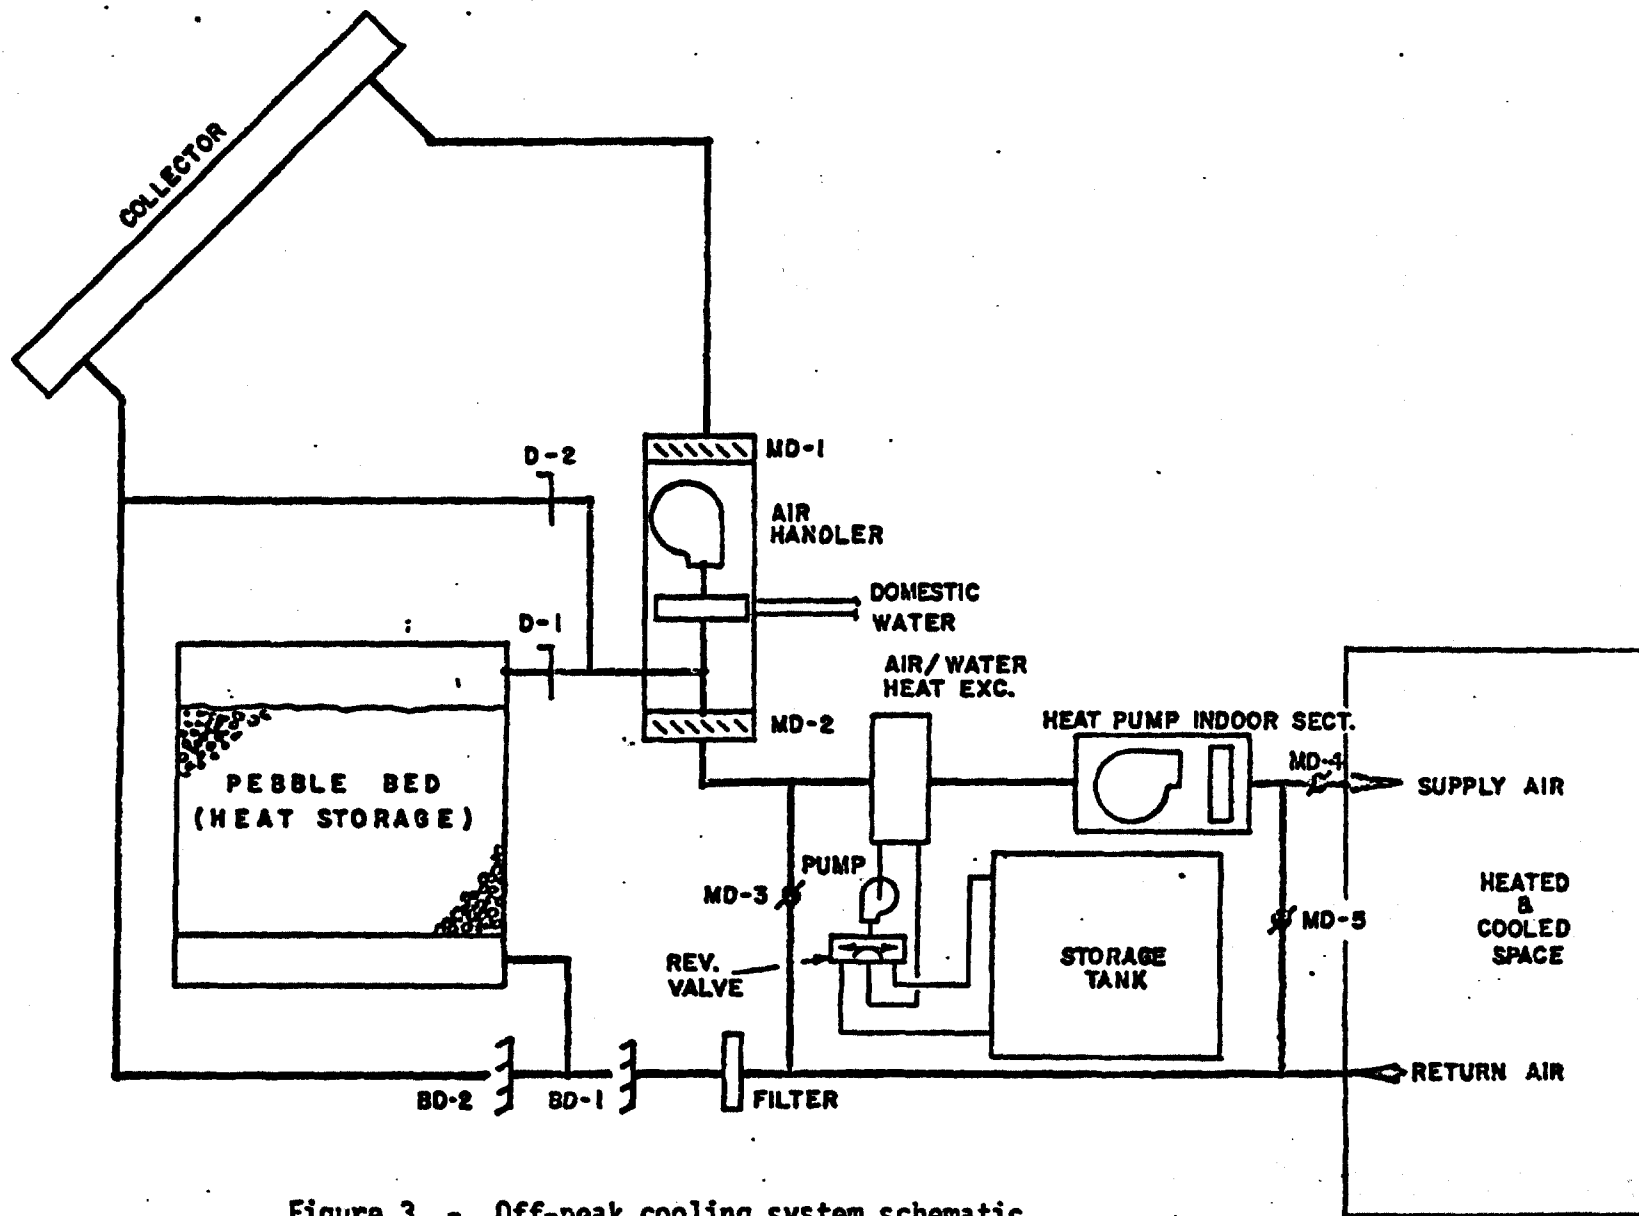 COLLECTOR
D-2
MD-1
AIR
HANDLER
DOMESTIC
WATER
D-1
AIR/WATER
HEAT EXC.
MD-2
HEAT PUMP INDOOR SECT.
MD-4
SUPPLY AIR
PEBBLE BED
(HEAT STORAGE)
PUMP
MD-3
MD-5
HEATED
&
COOLED
SPACE
REV.
VALVE
STORAGE
TANK
RETURN AIR
BD-2
BD-1
FILTER
Figure 3 - Off-peak cooling system schematic